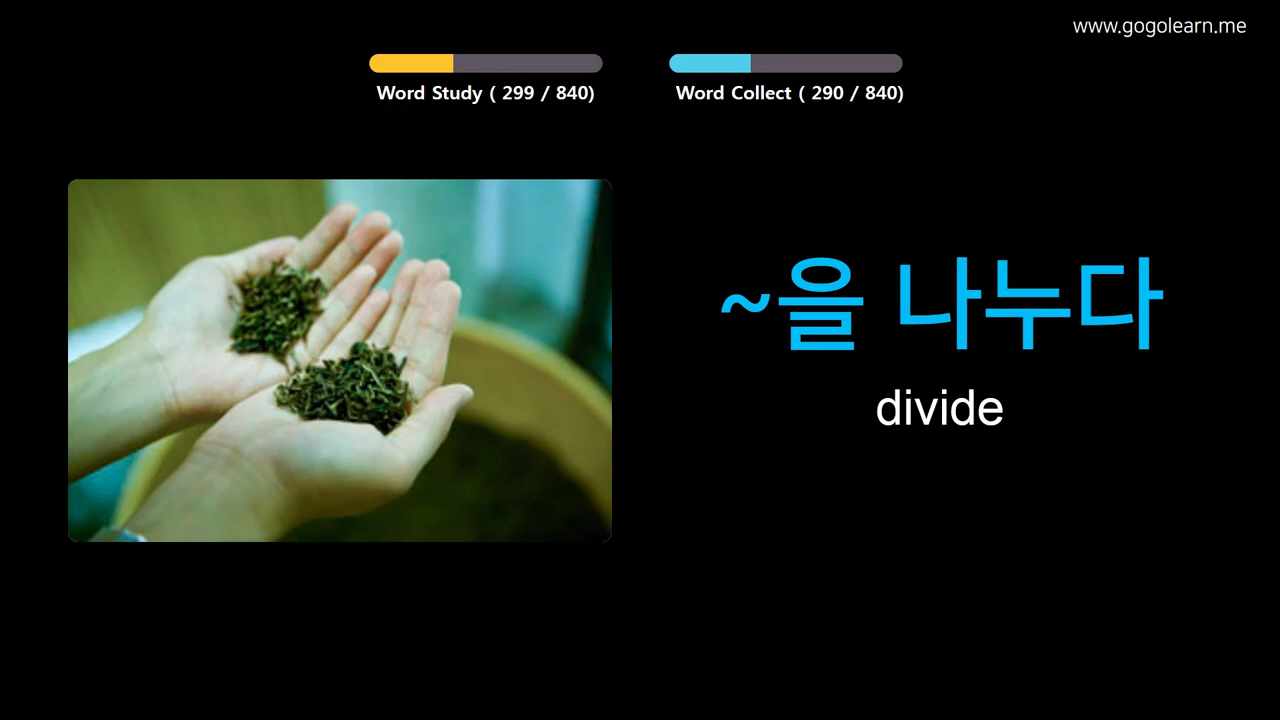 www.gogolearn.me
Word Study ( 299 / 840)
Word Collect ( 290 / 840)
~을 나누다
divide